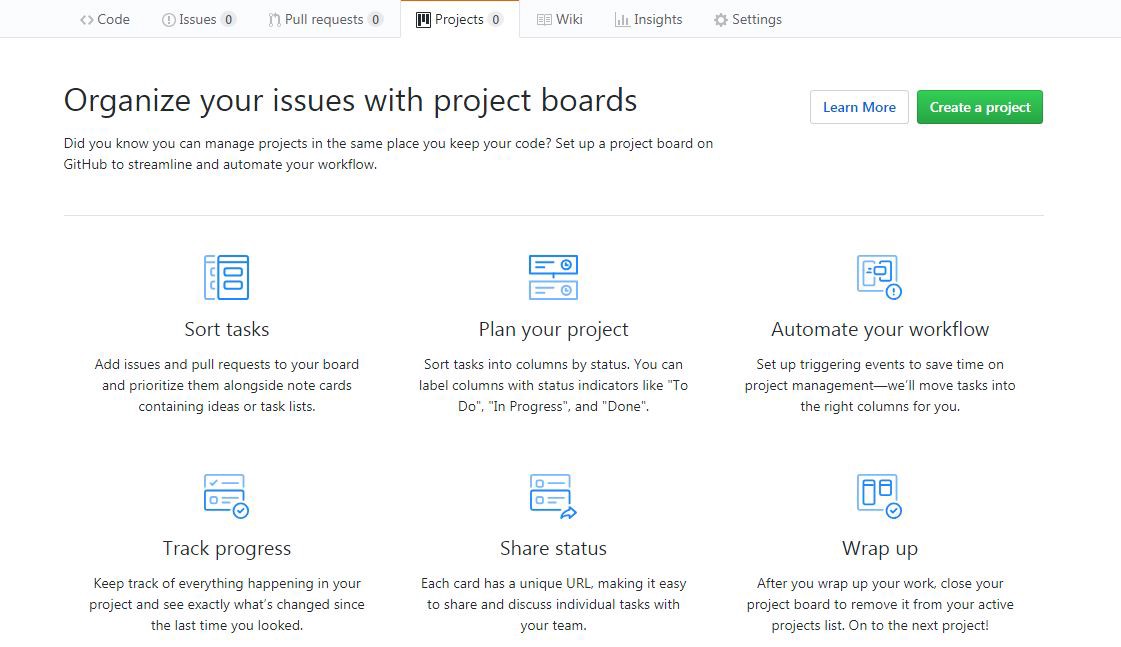 Code Issues 0 Pull requests 0 Projects 0 Wiki Insights Settings
Organize your issues with project boards
Learn More Create a project
Did you know you can manage projects in the same place you keep your code? Set up a project board on
GitHub to streamline and automate your workflow.
Sort tasks
Add issues and pull requests to your board
and prioritize them alongside note cards
containing ideas or task lists.
Plan your project
Sort tasks into columns by status. You can
label columns with status indicators like "To
Do", "In Progress", and "Done".
Automate your workflow
Set up triggering events to save time on
project management—we’ll move tasks into
the right columns for you.
Track progress
Keep track of everything happening in your
project and see exactly what’s changed since
the last time you looked.
Share status
Each card has a unique URL, making it easy
to share and discuss individual tasks with
your team.
Wrap up
After you wrap up your work, close your
project board to remove it from your active
projects list. On to the next project!